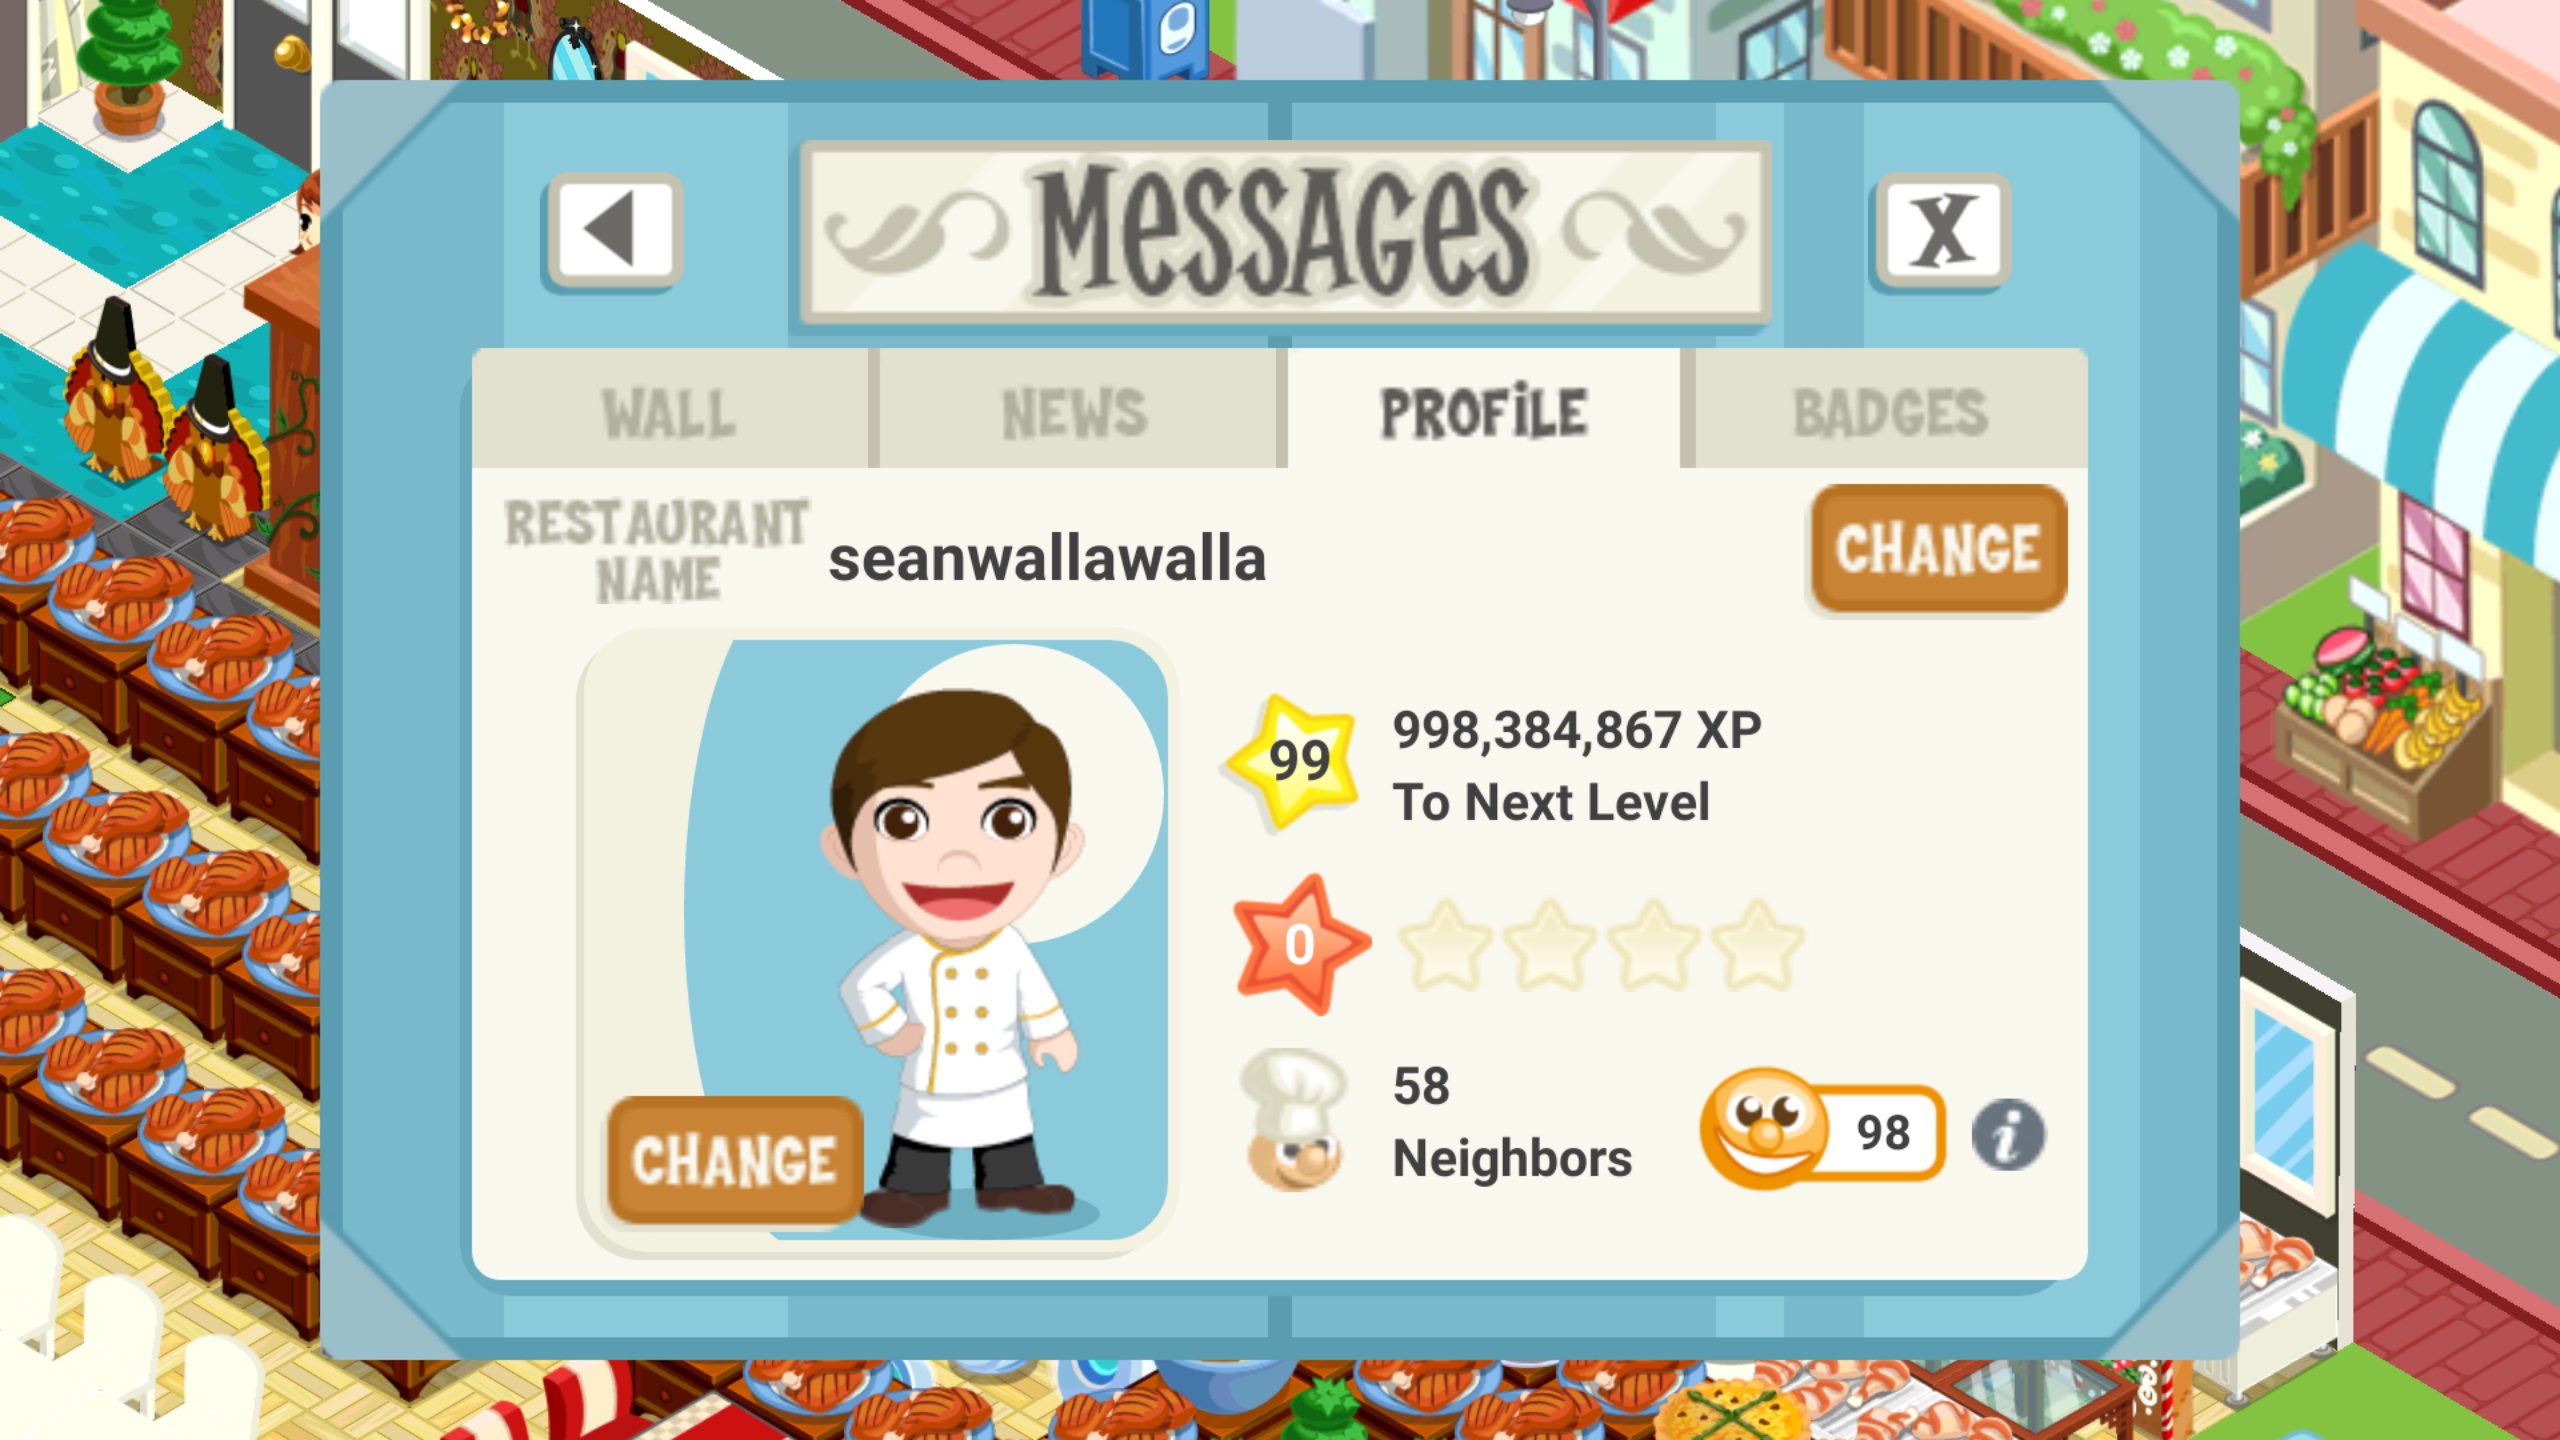 MESSAGES
X
WALL
NEWS
PROFILE
BADGES
RESTAURANT
NAME
seanwallawalla
CHANGE
99
998,384,867 XP
To Next Level
0
58
Neighbors
98
i
CHANGE